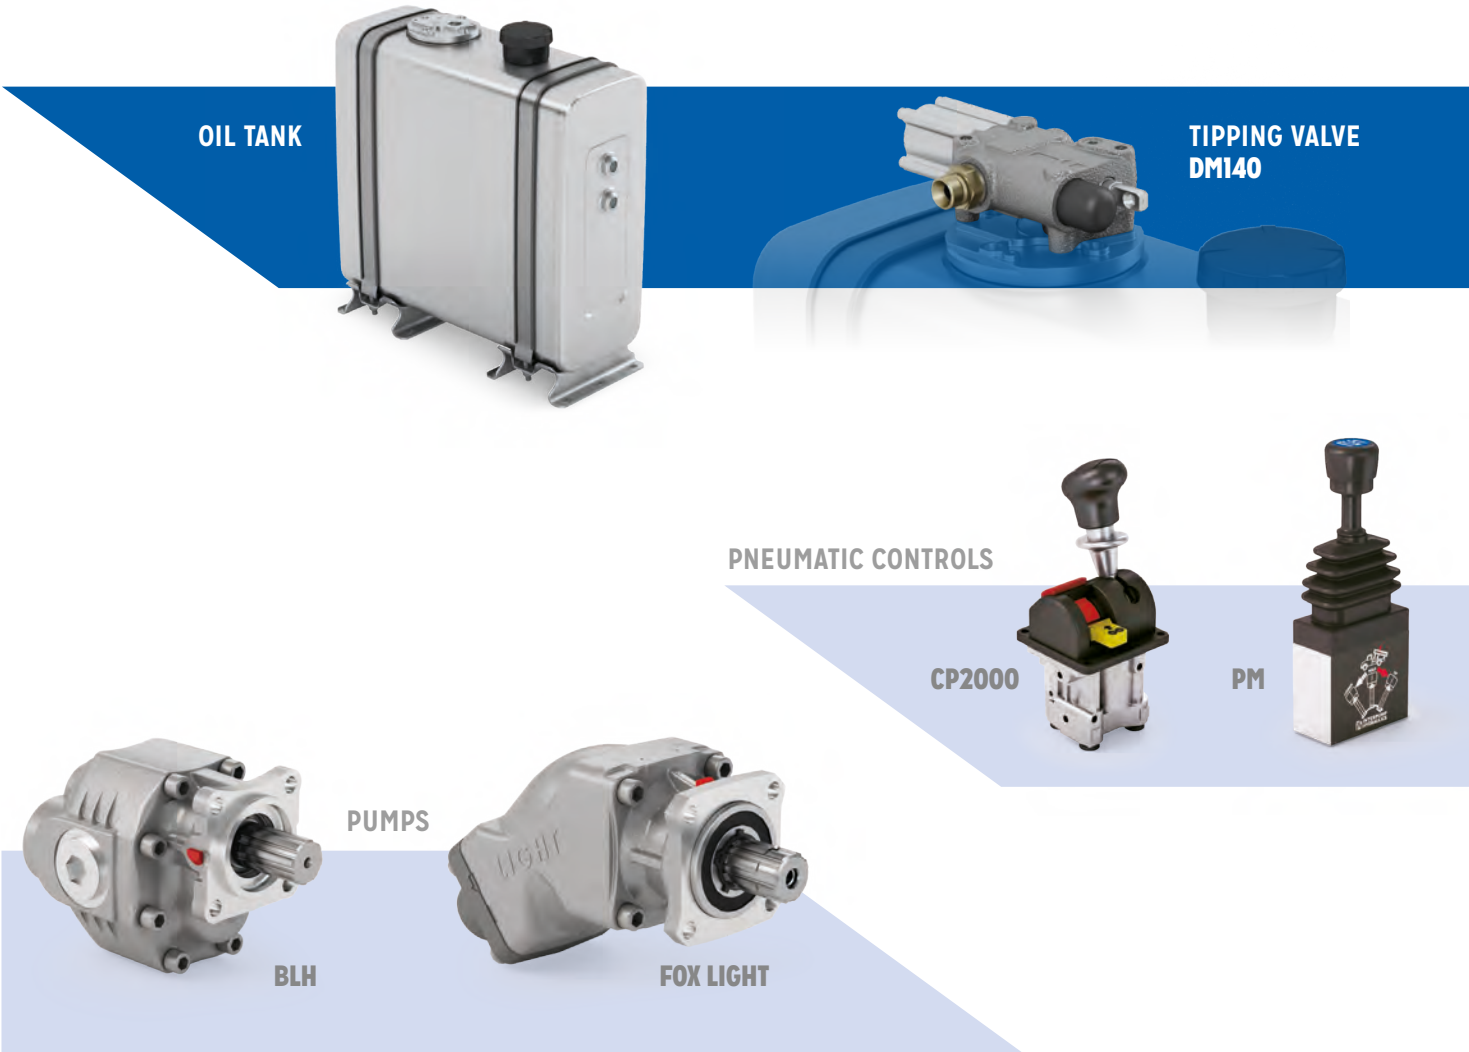 OIL TANK
TIPPING VALVE
DM140
PNEUMATIC CONTROLS
CP2000
PM
PUMPS
LIGHT
BLH
FOX LIGHT